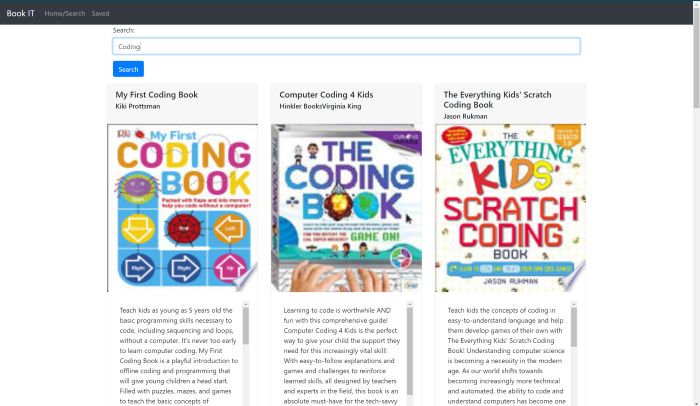 Book IT Home/Search Saved
Search:
Coding
Search
My First Coding Book
Kiki Prottsman
DK
My First
CODING
BOOK
Packed with flaps and lots more to
help you code without a computer!
Start
Left
Right
Right
Up
Teach kids as young as 5 years old the
basic programming skills necessary to
code, including sequencing and loops,
without a computer. It's never too early
to learn computer coding. My First
Coding Book is a playful introduction to
offline coding and programming that
will give young children a head start.
Filled with puzzles, mazes, and games
to teach the basic concepts of
Computer Coding 4 Kids
Hinkler BooksVirginia King
CURIOUS
UNIVERSE
THE
CODING
BOOK
GAME ON!
Learning to code is worthwhile AND
fun with this comprehensive guide!
Computer Coding 4 Kids is the perfect
way to give your child the support they
need for this increasingly vital skill!
With easy-to-follow explanations and
games and challenges to reinforce
learned skills, all designed by teachers
and experts in the field, this book is an
absolute must-have for the tech-savvy
The Everything Kids' Scratch
Coding Book
Jason Rukman
THE
EVERYTHING
KIDS'
SCRATCH
CODING
BOOK
LEARN TO CODE AND CREATE YOUR OWN COOL GAMES!
JASON RUKMAN
Teach kids the concepts of coding in
easy-to-understand language and help
them develop games of their own with
The Everything Kids' Scratch Coding
Book! Understanding computer science
is becoming a necessity in the modern
age. As our world shifts towards
becoming increasingly more technical
and automated, the ability to code and
understand computers has become one